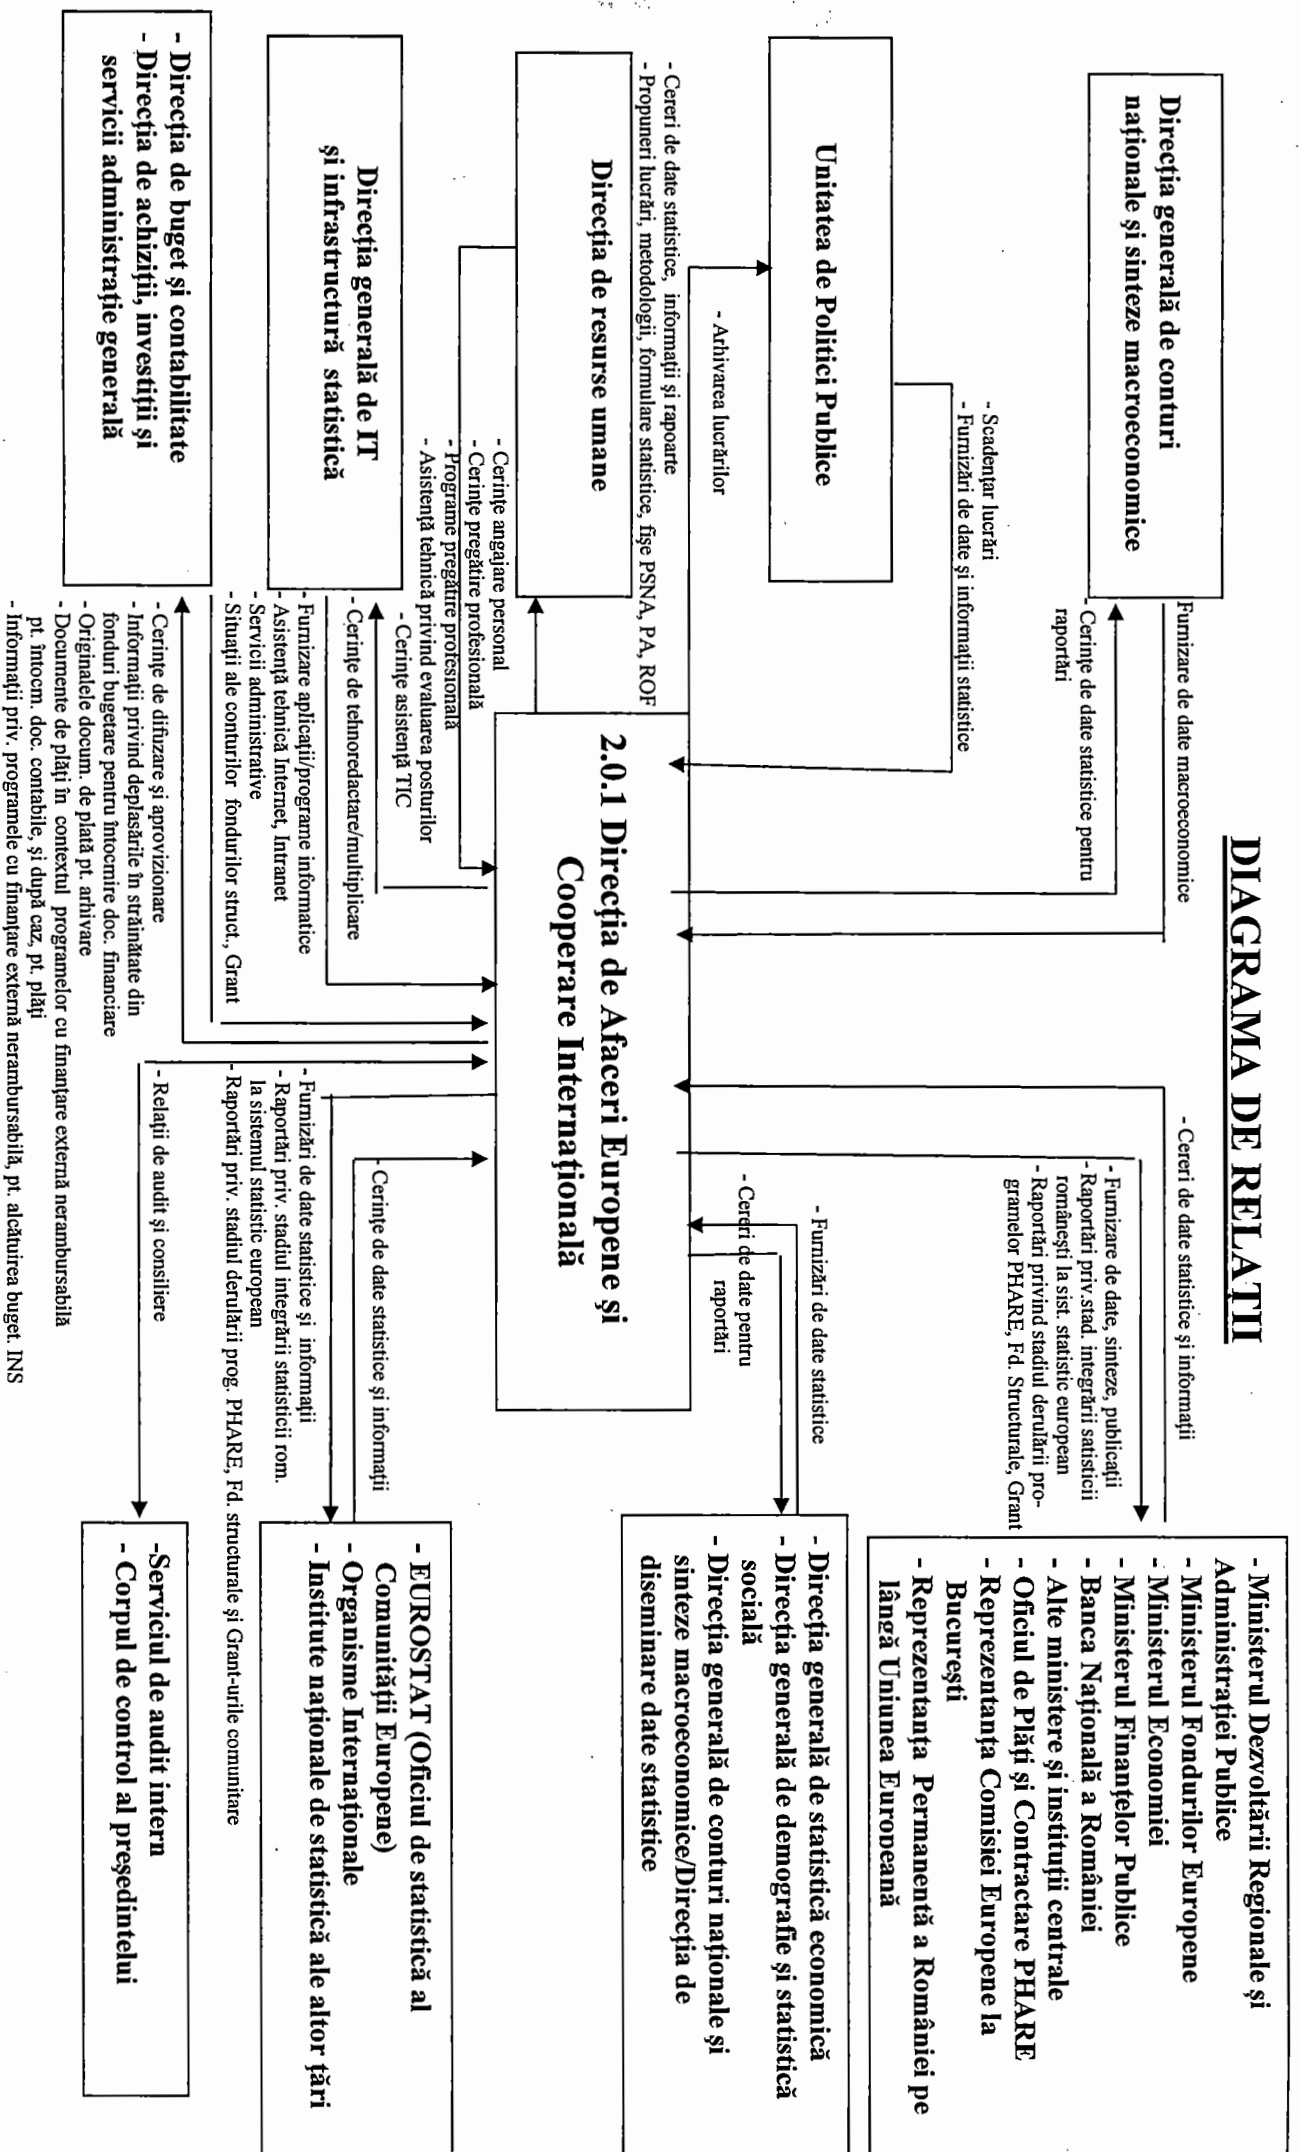 DIAGRAMA DE RELAȚII
Direcția generală de conturi
naționale și sinteze macroeconomice
Furnizare de date macroeconomice
- Cerințe de date statistice pentru
raportări
Unitatea de Politici Publice
- Scadențar lucrări
- Furnizări de date și informații statistice
- Arhivarea lucrărilor
- Cereri de date statistice, informații și rapoarte
- Propuneri lucrări, metodologii, formulare statistice, fișe PSNA, PA, ROF
Direcția de resurse umane
- Cerințe angajare personal
- Cerințe pregătire profesională
- Programe pregătire profesională
- Asistență tehnică privind evaluarea posturilor
- Cerințe asistență TIC
Direcția generală de IT
și infrastructură statistică
- Cerințe de tehnoredactare/multiplicare
- Furnizare aplicații/programe informatice
- Asistență tehnică Internet, Intranet
- Servicii administrative
- Situații ale conturilor fondurilor struct., Grant
- Direcția de buget și contabilitate
- Direcția de achiziții, investiții și
servicii administrație generală
- Cerințe de difuzare și aprovizionare
- Informații privind deplasările în străinătate din
fonduri bugetare pentru întocmire doc. financiare
- Originalele docum. de plată pt. arhivare
- Documente de plăți în contextul programelor cu finanțare externă nerambursabilă
pt. întocm. doc. contabile, și după caz, pt. plăți
- Informații priv. programele cu finanțare externă nerambursabilă, pt. alcătuirea buget. INS
2.0.1 Direcția de Afaceri Europene și
Cooperare Internațională
- Cereri de date statistice și informații
- Furnizare de date, sinteze, publicații
- Raportări priv.stad. integrării satisticii
românești la sist. statistic european
- Raportări privind stadiul derulării pro-
gramelor PHARE, Fd. Structurale, Grant
- Ministerul Dezvoltării Regionale și
Administrației Publice
- Ministerul Fondurilor Europene
- Ministerul Economiei
- Ministerul Finanțelor Publice
- Banca Națională a României
- Alte ministere și instituții centrale
- Oficiul de Plăți și Contractare PHARE
- Reprezentanța Comisiei Europene la
București
- Reprezentanța Permanentă a României pe
lângă Uniunea Europeană
- Furnizări de date statistice
- Cereri de date pentru
raportări
- Direcția generală de statistică economică
- Direcția generală de demografie și statistică
socială
- Direcția generală de conturi naționale și
sinteze macroeconomice/Direcția de
diseminare date statistice
- Cerințe de date statistice și informații
- Furnizări de date statistice și informații
- Raportări priv. stadiul integrării statisticii rom.
la sistemul statistic european
- Raportări priv. stadiul derulării prog. PHARE, Fd. structurale și Grant-urile comunitare
- EUROSTAT (Oficiul de statistică al
Comunității Europene)
- Organisme Internaționale
- Institute naționale de statistică ale altor țări
- Relații de audit și consiliere
-Serviciul de audit intern
- Corpul de control al președintelui